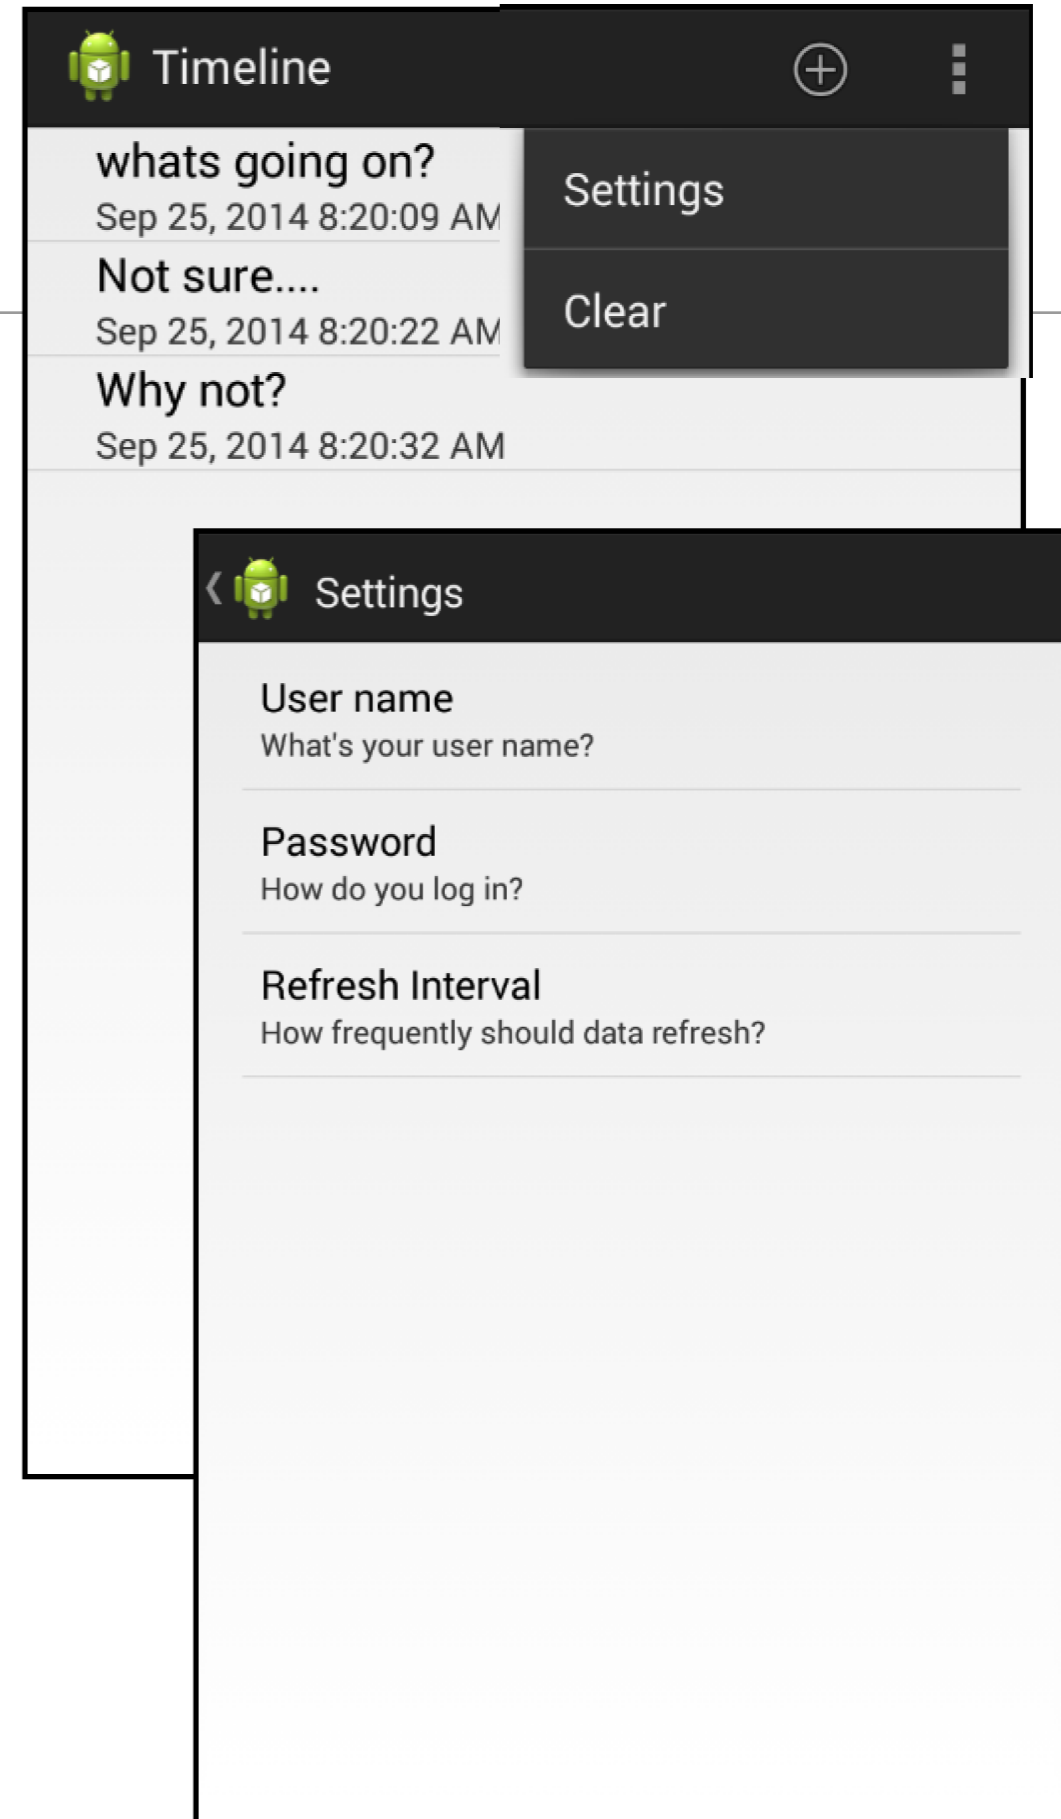 Timeline
whats going on?
Sep 25, 2014 8:20:09 AM
Not sure....
Sep 25, 2014 8:20:22 AM
Why not?
Sep 25, 2014 8:20:32 AM
Settings
Clear
Settings
User name
What's your user name?
Password
How do you log in?
Refresh Interval
How frequently should data refresh?